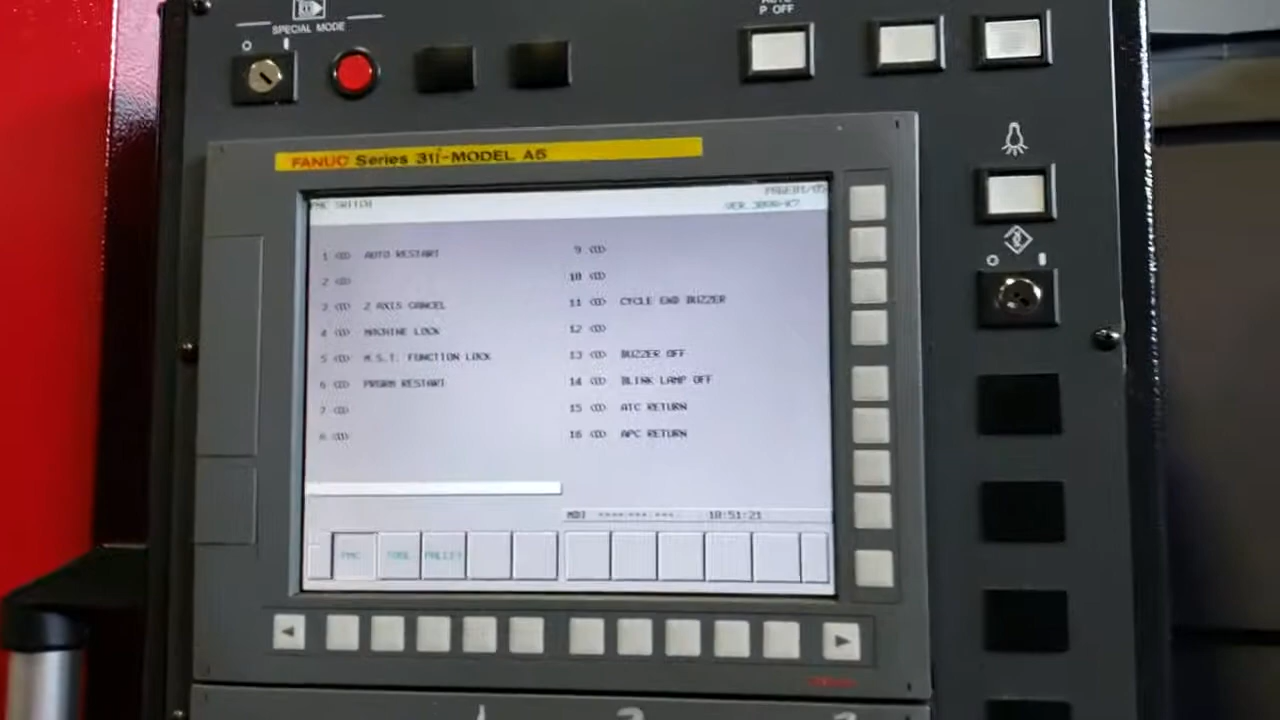 SPECIAL MODE
P OFF
FANUC Series 31i-MODEL A5
PMC SWITCH
1 AUTO RESTART
2
3 Z AXIS CANCEL
4 MACHINE LOCK
5 M.S.T. FUNCTION LOCK
6 PRGRM RESTART
7
8
9
10
11 CYCLE END BUZZER
12
13 BUZZER OFF
14 BLINK LAMP OFF
15 ATC RETURN
16 APC RETURN
MDI **** *** *** 18:51:21
PMC TOOL PALLET